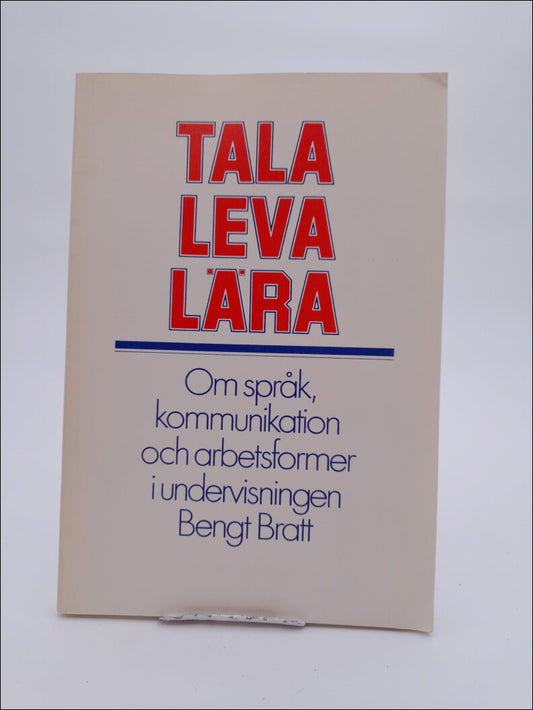 TALA
LEVA
LÄRA
Om språk,
kommunikation
och arbetsformer
i undervisningen
Bengt Bratt